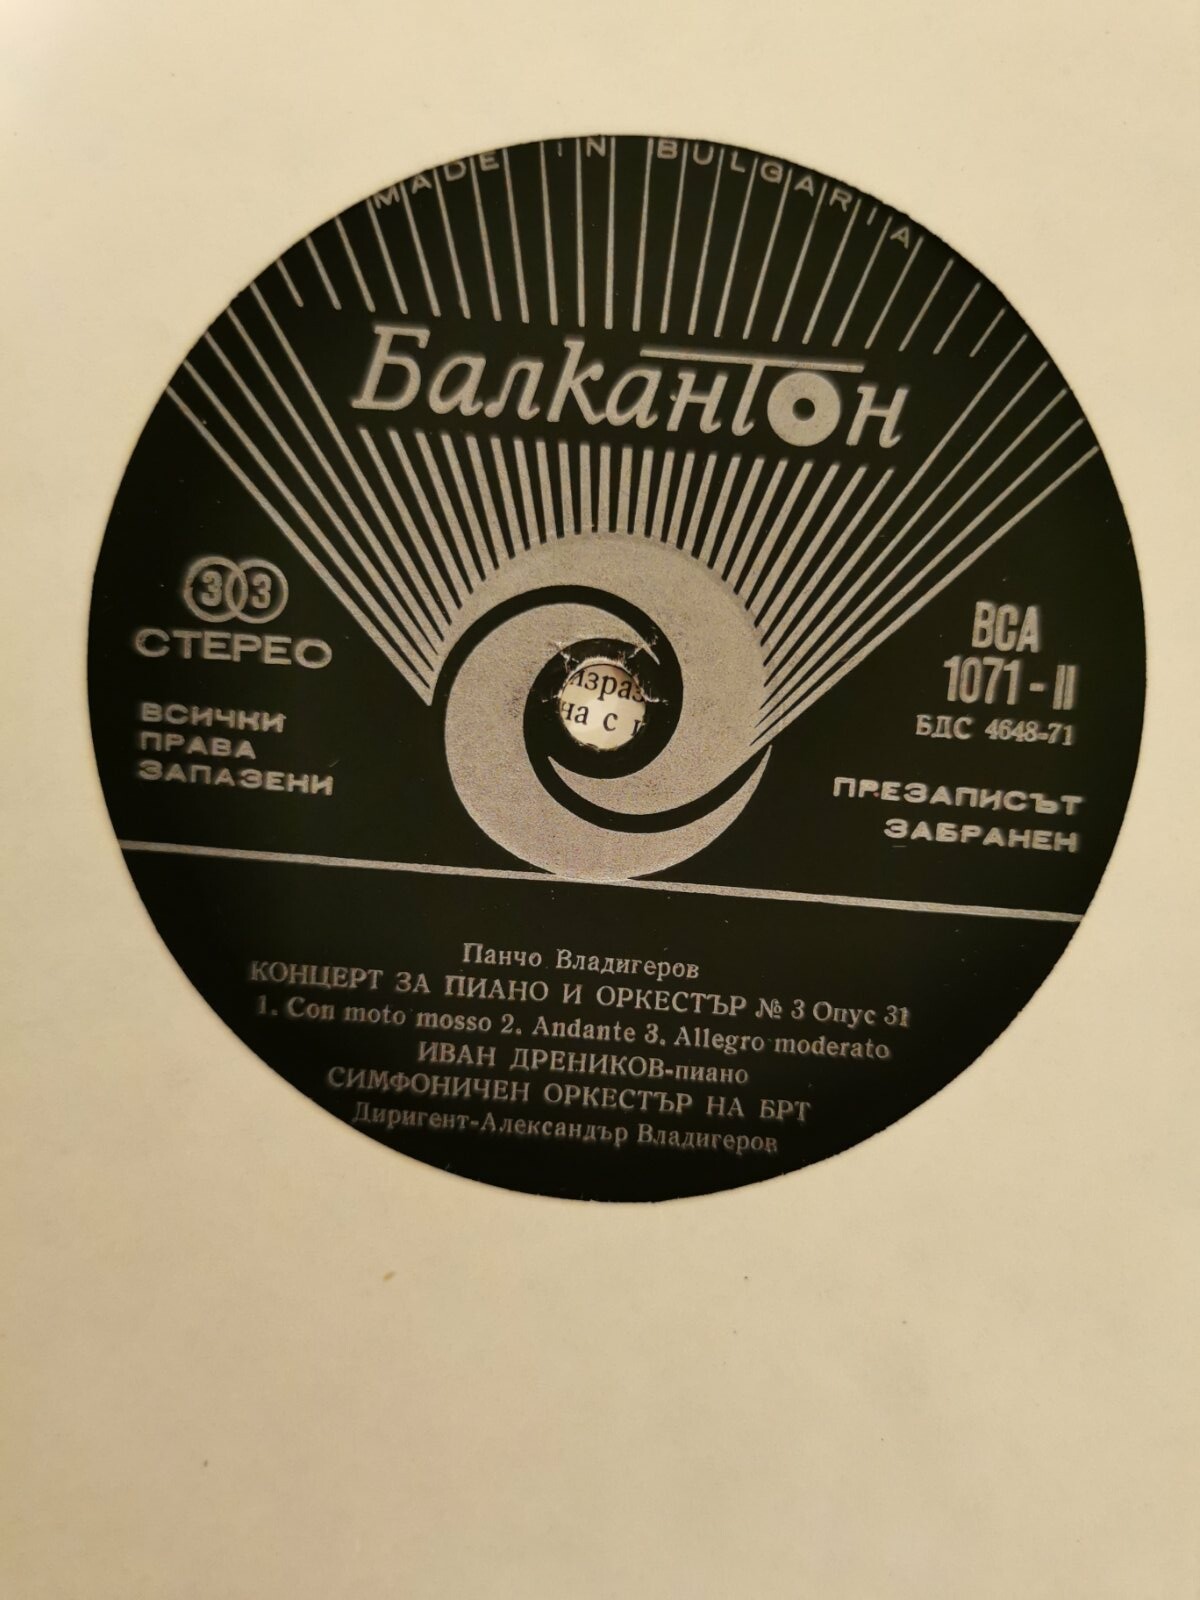 MADE IN BULGARIA
Балкантон
33
СТЕРЕО
ВСИЧКИ
ПРАВА
ЗАПАЗЕНИ
ВСА
1071-II
БДС 4648-71
ПРЕЗАПИСЪТ
ЗАБРАНЕН
на с
Панчо Владигеров
КОНЦЕРТ ЗА ПИАНО И ОРКЕСТЪР № 3 Опус 31
1. Con moto mosso 2. Andante 3. Allegro moderato
ИВАН ДРЕНИКОВ-пиано
СИМФОНИЧЕН ОРКЕСТЪР НА БРТ
Диригент-Александър Владигеров